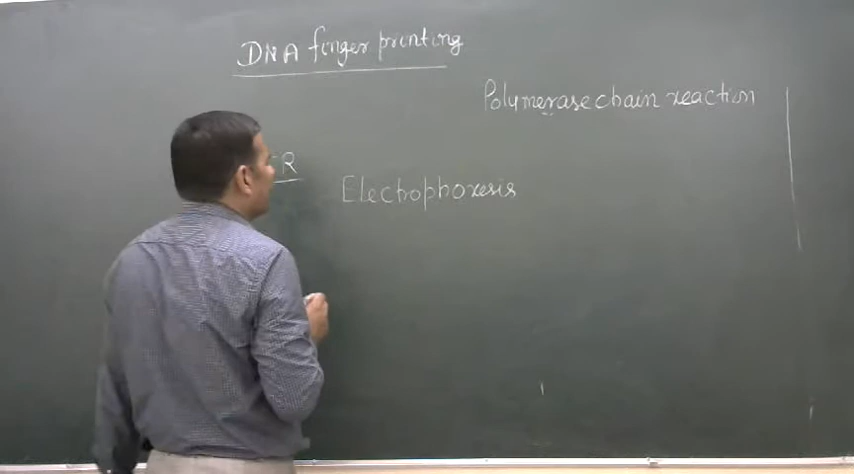 DNA finger printing
Polymerase chain reaction
R
Electrophoresis